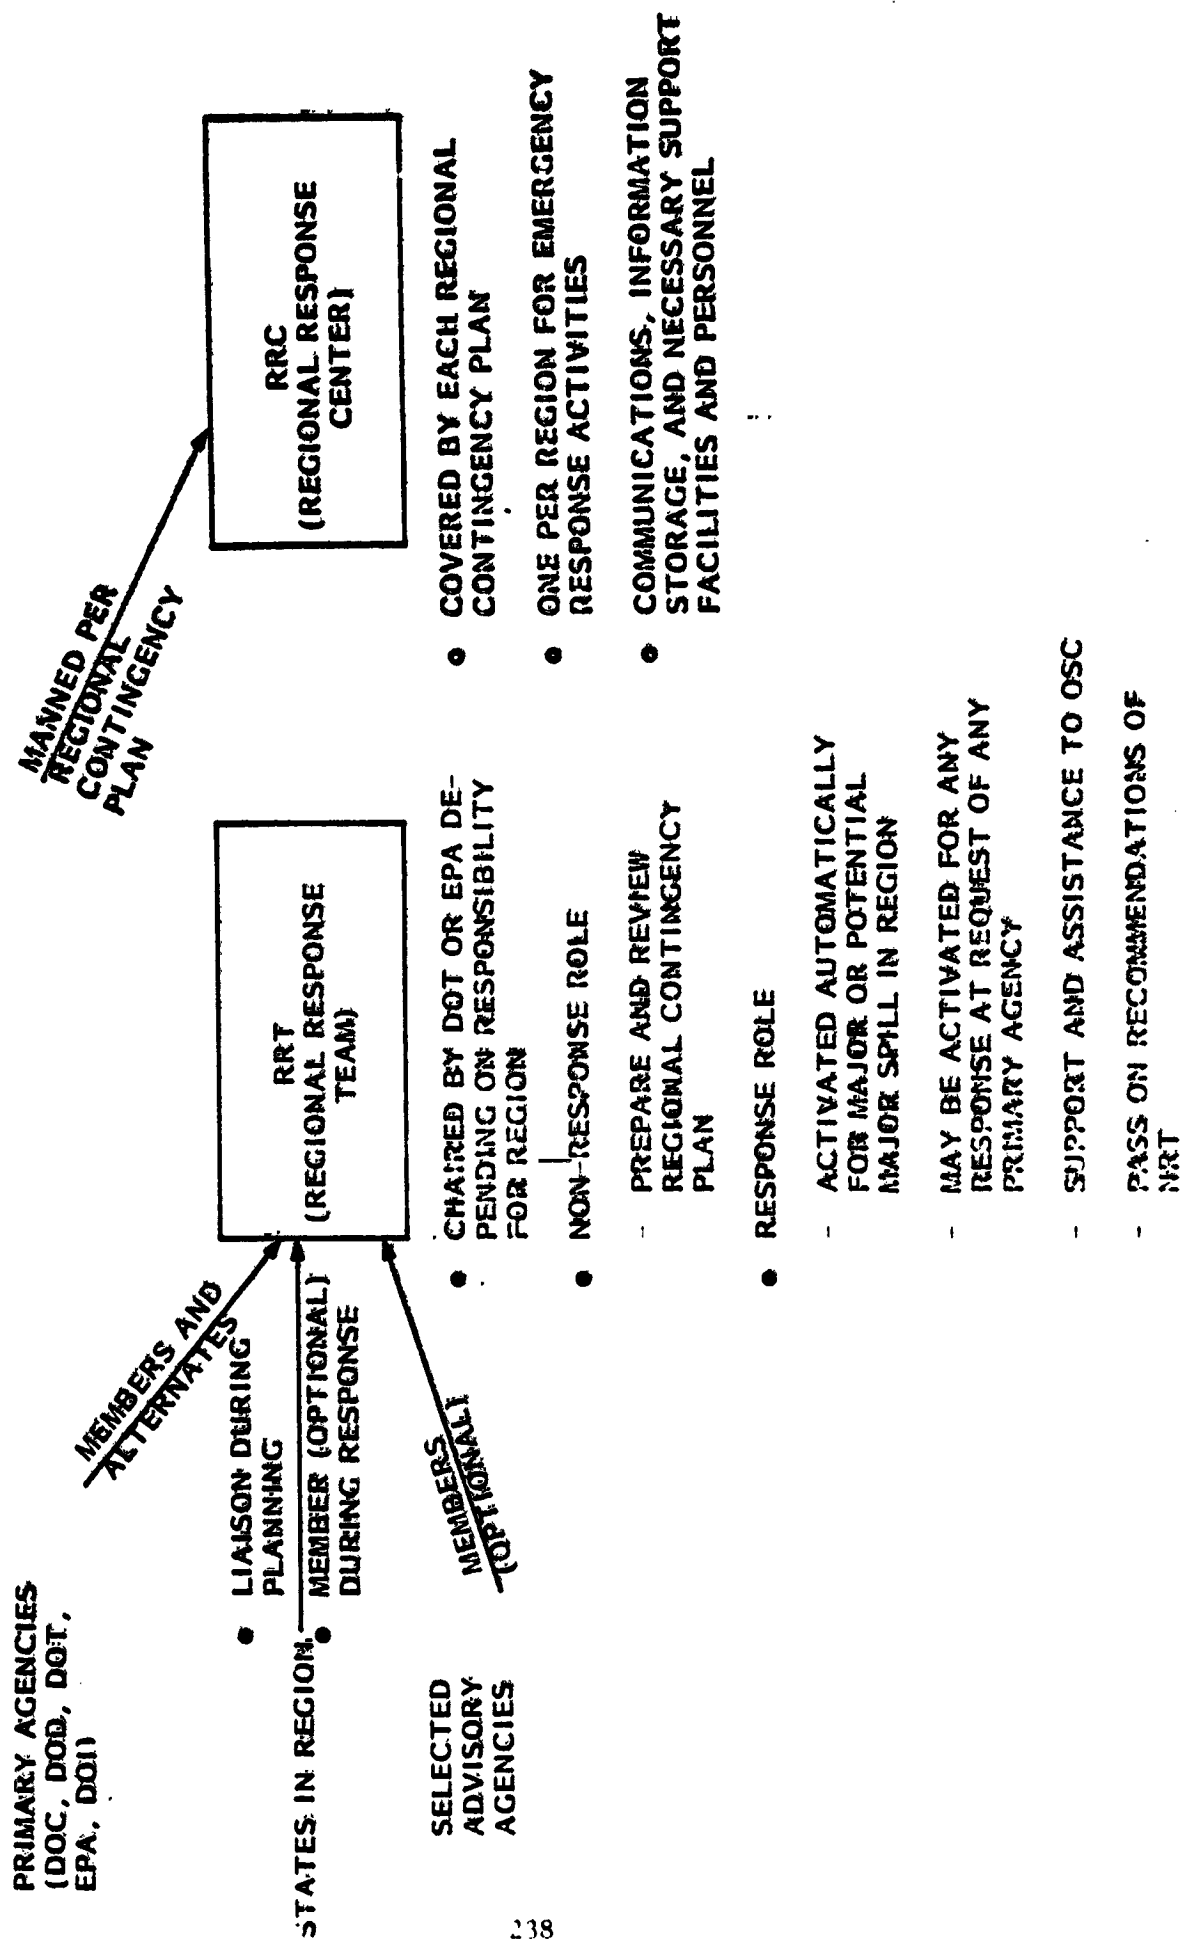 PRIMARY AGENCIES
(DOC, DOD, DOT,
EPA, DOI)
MEMBERS AND
ALTERNATES
STATES IN REGION
● LIAISON DURING
PLANNING
● MEMBER (OPTIONAL)
DURING RESPONSE
SELECTED
ADVISORY
AGENCIES
MEMBERS
(OPTIONAL)
RRT
(REGIONAL RESPONSE
TEAM)
● CHAIRED BY DOT OR EPA DE-
PENDING ON RESPONSIBILITY
FOR REGION
● NON-RESPONSE ROLE
- PREPARE AND REVIEW
REGIONAL CONTINGENCY
PLAN
● RESPONSE ROLE
- ACTIVATED AUTOMATICALLY
FOR MAJOR OR POTENTIAL
MAJOR SPILL IN REGION
- MAY BE ACTIVATED FOR ANY
RESPONSE AT REQUEST OF ANY
PRIMARY AGENCY
- SUPPORT AND ASSISTANCE TO OSC
- PASS ON RECOMMENDATIONS OF
NRT
MANNED PER
REGIONAL
CONTINGENCY
PLAN
RRC
(REGIONAL RESPONSE
CENTER)
● COVERED BY EACH REGIONAL
CONTINGENCY PLAN
● ONE PER REGION FOR EMERGENCY
RESPONSE ACTIVITIES
● COMMUNICATIONS, INFORMATION
STORAGE, AND NECESSARY SUPPORT
FACILITIES AND PERSONNEL
238